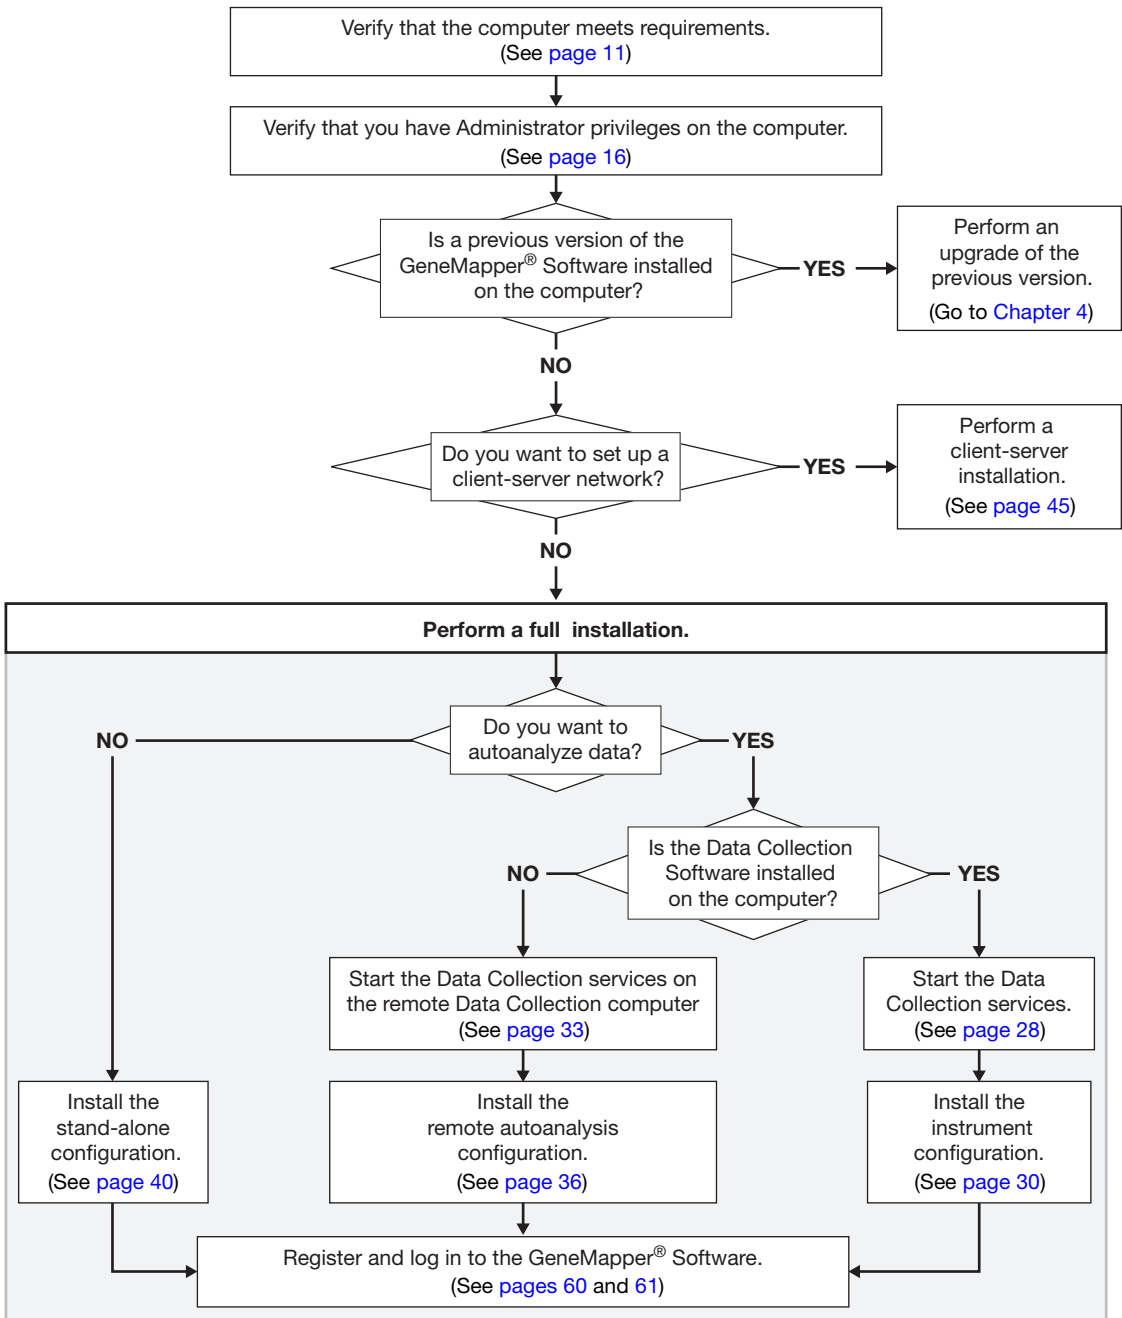 Verify that the computer meets requirements.
(See page 11)
Verify that you have Administrator privileges on the computer.
(See page 16)
Is a previous version of the
GeneMapper® Software installed
on the computer?
YES
Perform an
upgrade of the
previous version.
(Go to Chapter 4)
NO
Do you want to set up a
client-server network?
YES
Perform a
client-server
installation.
(See page 45)
NO
Perform a full installation.
Do you want to
autoanalyze data?
NO
YES
Is the Data Collection
Software installed
on the computer?
NO
YES
Start the Data Collection services on
the remote Data Collection computer
(See page 33)
Start the Data
Collection services.
(See page 28)
Install the
stand-alone
configuration.
(See page 40)
Install the
remote autoanalysis
configuration.
(See page 36)
Install the
instrument
configuration.
(See page 30)
Register and log in to the GeneMapper® Software.
(See pages 60 and 61)